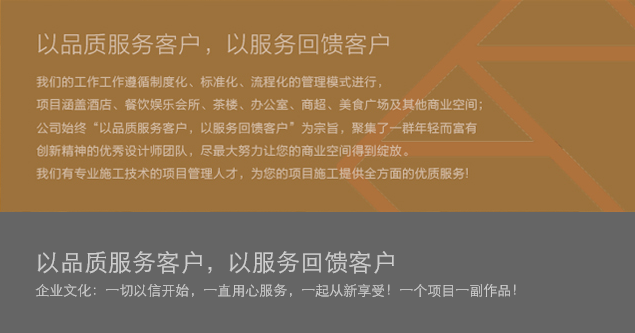 以品质服务客户，以服务回馈客户
我们的工作工作遵循制度化、标准化、流程化的管理模式进行，
项目涵盖酒店、餐饮娱乐会所、茶楼、办公室、商超、美食广场及其他商业空间；
公司始终“以品质服务客户，以服务回馈客户”为宗旨，聚集了一群年轻而富有
创新精神的优秀设计师团队，尽最大努力让您的商业空间得到绽放。
我们有专业施工技术的项目管理人才，为您的项目施工提供全方面的优质服务!
以品质服务客户，以服务回馈客户
企业文化：一切以信开始，一直用心服务，一起从新享受！一个项目一副作品！